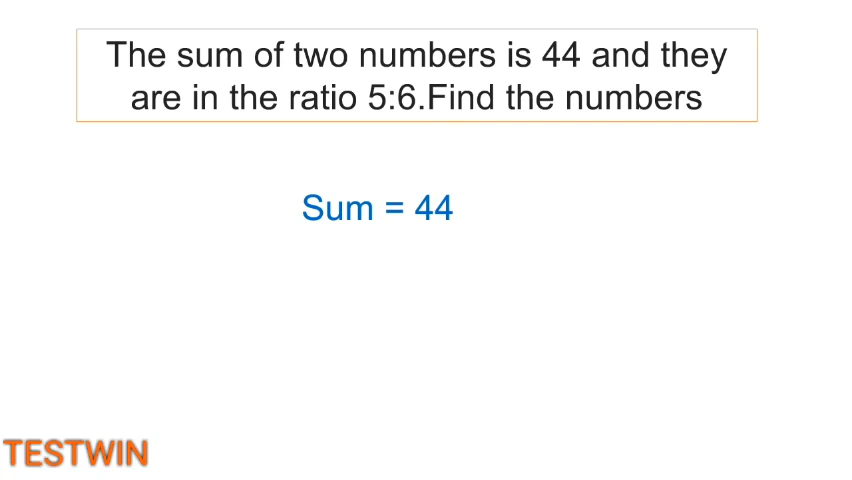 The sum of two numbers is 44 and they
are in the ratio 5:6.Find the numbers
Sum = 44
TESTWIN